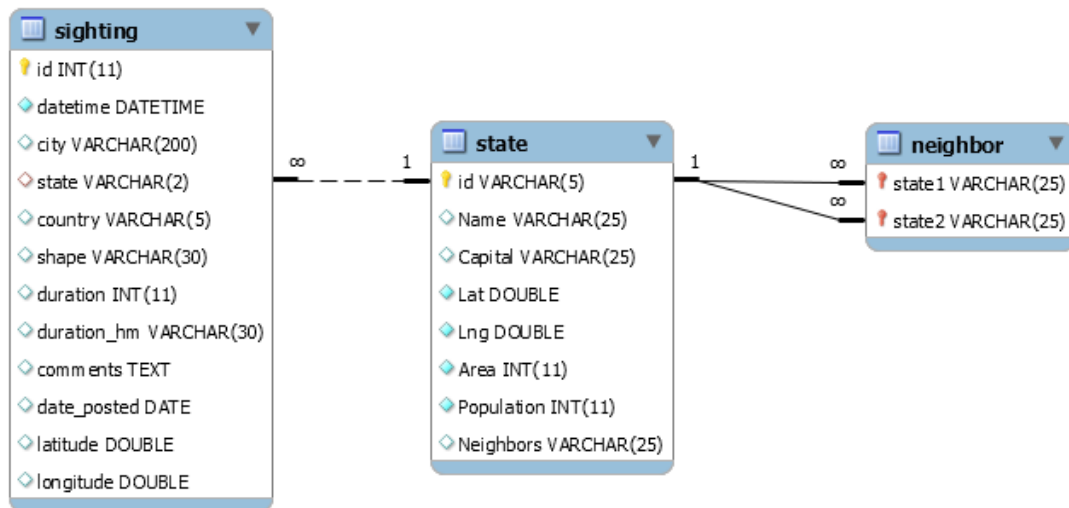 sighting
id INT(11)
datetime DATETIME
city VARCHAR(200)
state VARCHAR(2)
country VARCHAR(5)
shape VARCHAR(30)
duration INT(11)
duration_hm VARCHAR(30)
comments TEXT
date_posted DATE
latitude DOUBLE
longitude DOUBLE
∞
1
state
id VARCHAR(5)
Name VARCHAR(25)
Capital VARCHAR(25)
Lat DOUBLE
Lng DOUBLE
Area INT(11)
Population INT(11)
Neighbors VARCHAR(25)
1
∞
∞
neighbor
state1 VARCHAR(25)
state2 VARCHAR(25)